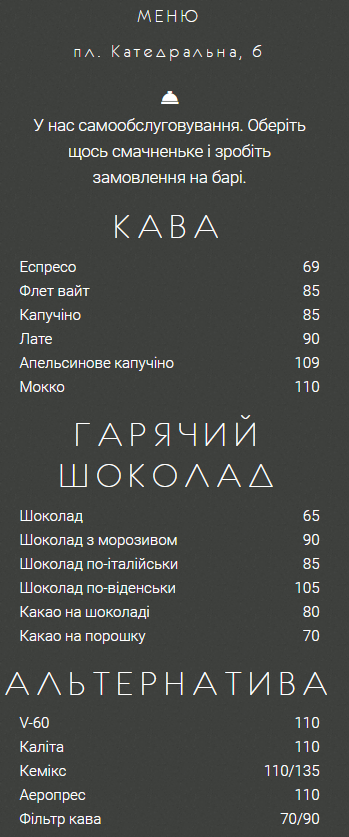 МЕНЮ
пл. Катедральна, 6
У нас самообслуговування. Оберіть
щось смачненьке і зробіть
замовлення на барі.
КАВА
Еспресо 69
Флет вайт 85
Капучіно 85
Лате 90
Апельсинове капучіно 109
Мокко 110
ГАРЯЧИЙ
ШОКОЛАД
Шоколад 65
Шоколад з морозивом 90
Шоколад по-італійськи 85
Шоколад по-віденськи 105
Какао на шоколаді 80
Какао на порошку 70
АЛЬТЕРНАТИВА
V-60 110
Каліта 110
Кемікс 110/135
Аеропрес 110
Фільтр кава 70/90